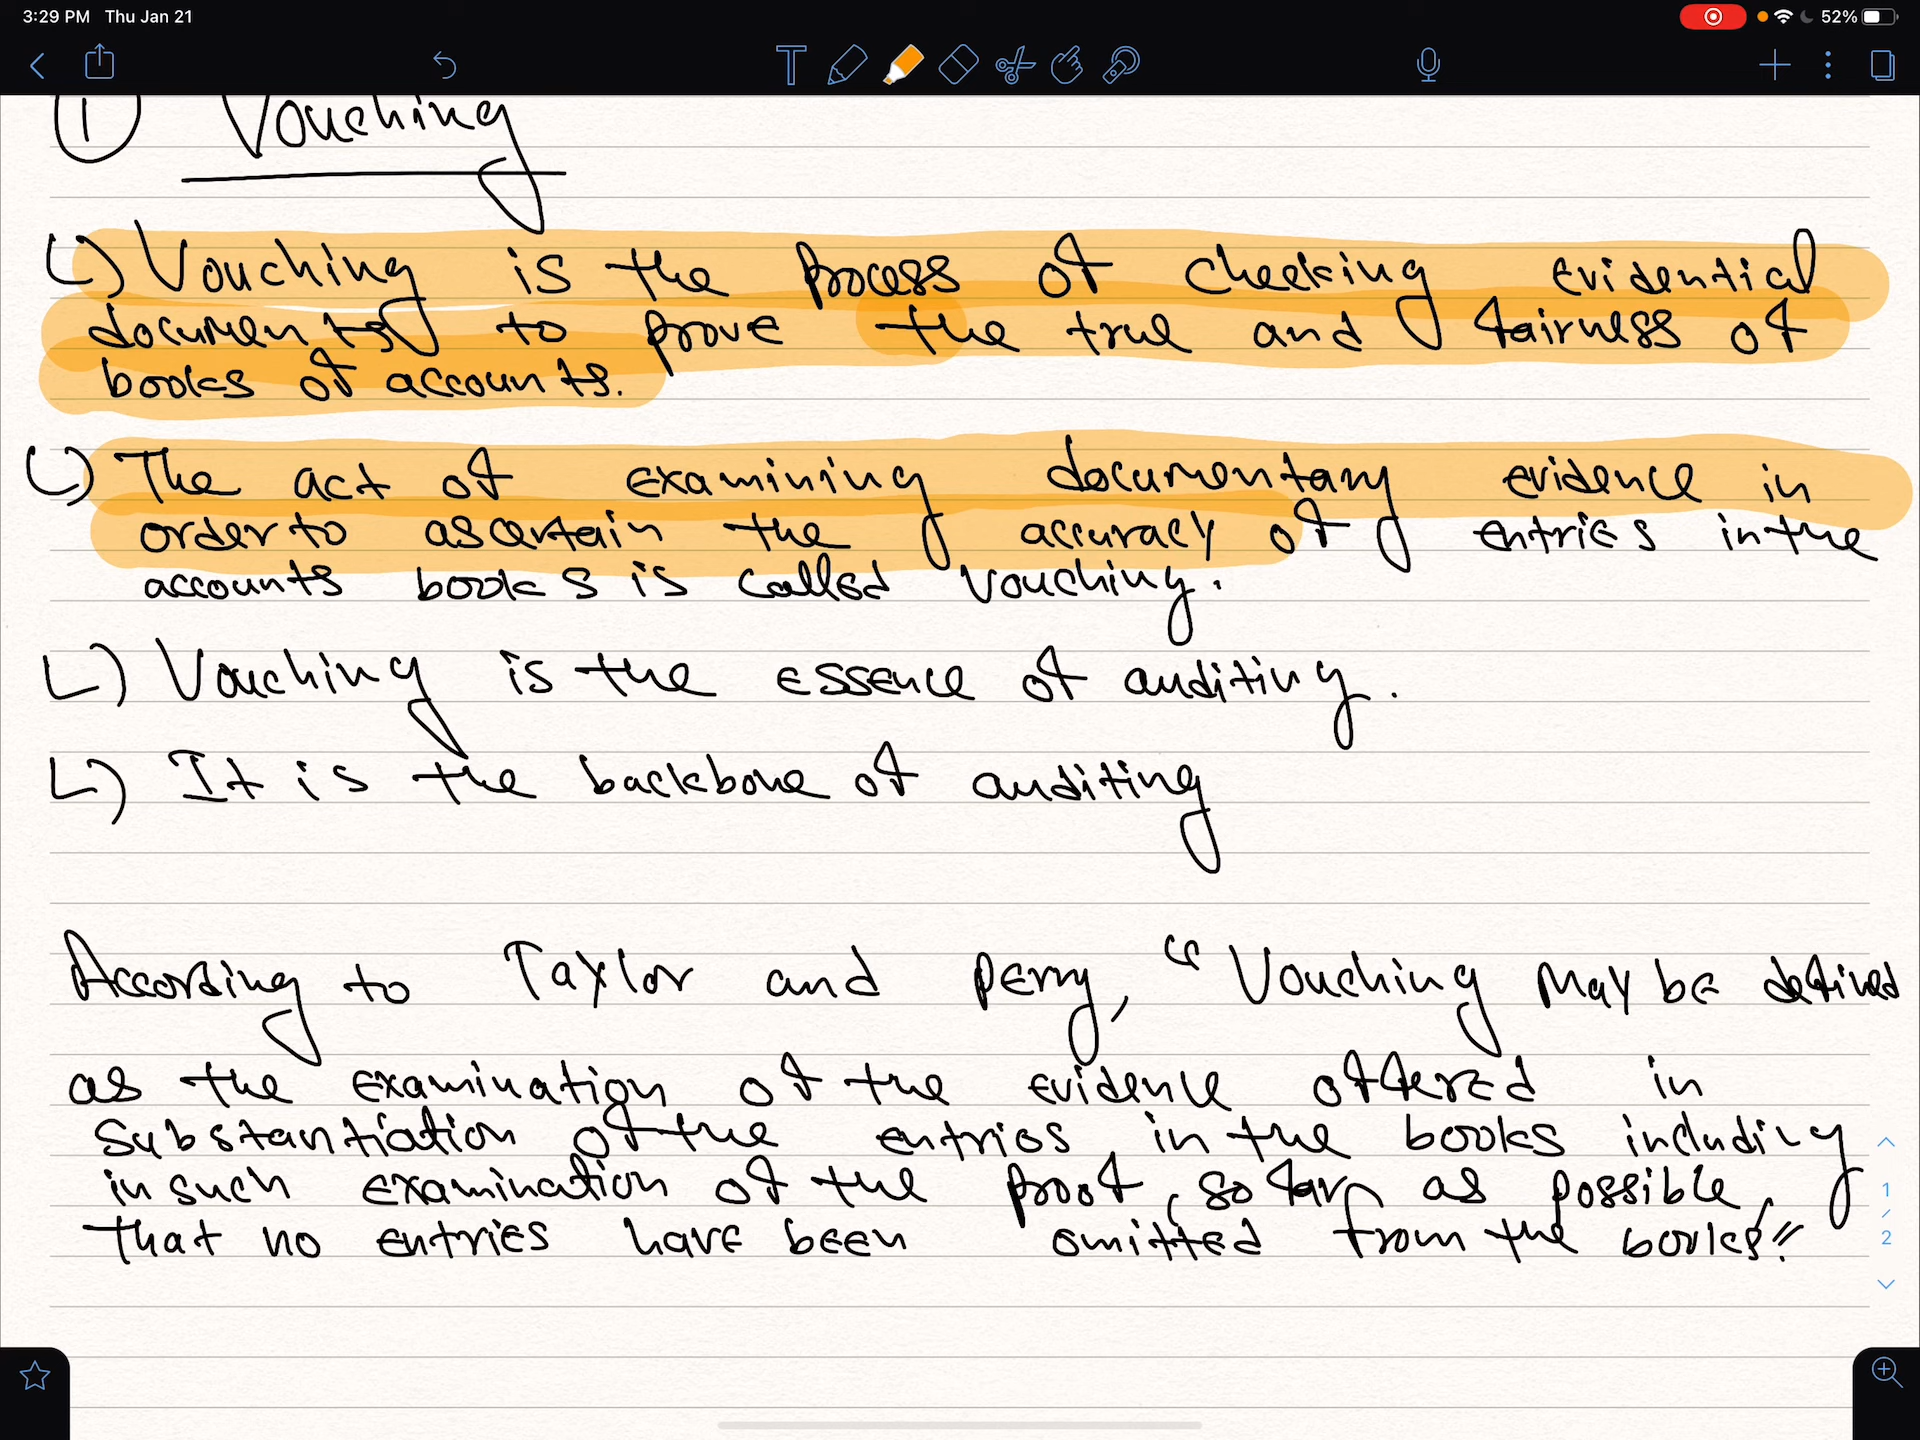 3:29 PM Thu Jan 21
52%
① Vouching
Vouching is the process of checking evidential
documents to prove the true and fairness of
books of accounts.
The act of examining documentary evidence in
order to ascertain the accuracy of entries in the
accounts books is called vouching.
Vouching is the essence of auditing.
It is the backbone of auditing
According to Taylor and Perry, "Vouching may be defined
as the examination of the evidence offered in
substantiation of the entries in the books including
in such examination of the proof, so far as possible,
that no entries have been omitted from the books"
1
/
2